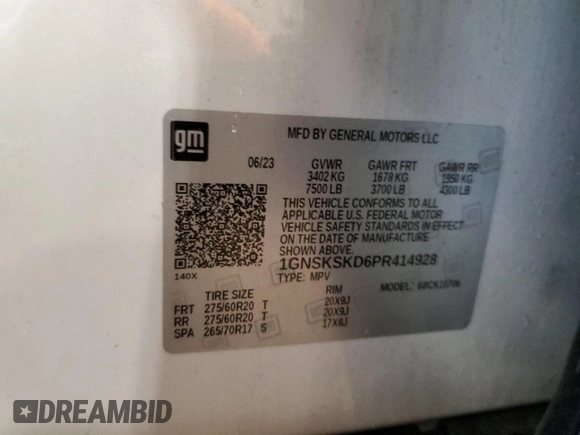 gm
MFD BY GENERAL MOTORS LLC
06/23 GVWR GAWR FRT GAWR RR
3402 KG 1678 KG 1950 KG
7500 LB 3700 LB 4300 LB
THIS VEHICLE CONFORMS TO ALL
APPLICABLE U.S. FEDERAL MOTOR
VEHICLE SAFETY STANDARDS IN
EFFECT ON THE DATE OF MANUFACTURE
SHOWN ABOVE.
1GNSKSKD6PR414928
140X TYPE: MPV MODEL: 6BCK10706
TIRE SIZE RIM
FRT 275/60R20 T 20X9J
RR 275/60R20 T 20X9J
SPA 265/70R17 S 17X8J
DREAMBID